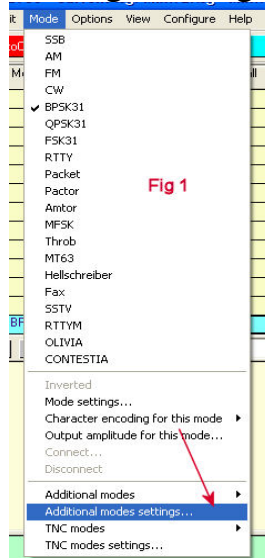 it Mode Options View Configure Help
SSB
AM
FM
CW
BPSK31
QPSK31
FSK31
RTTY
Packet
Pactor
Fig 1
Amtor
MFSK
Throb
MT63
Hellschreiber
Fax
SSTV
RTTYM
OLIVIA
CONTESTIA
Inverted
Mode settings...
Character encoding for this mode
Output amplitude for this mode...
Connect...
Disconnect
Additional modes
Additional modes settings...
TNC modes
TNC modes settings...